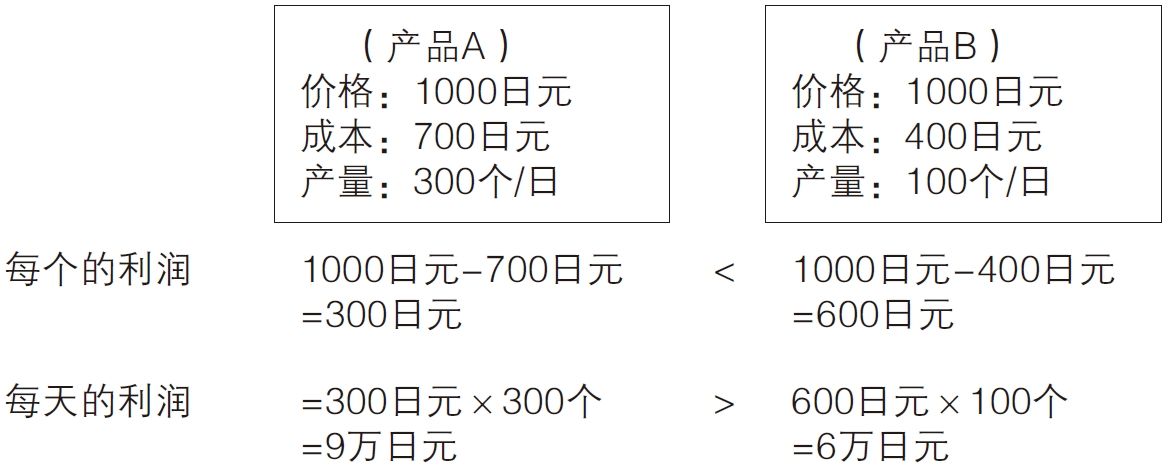 （产品A）
价格：1000日元
成本：700日元
产量：300个/日
（产品B）
价格：1000日元
成本：400日元
产量：100个/日
每个的利润 1000日元–700日元 < 1000日元–400日元
=300日元 =600日元
每天的利润 =300日元×300个 > 600日元×100个
=9万日元 =6万日元